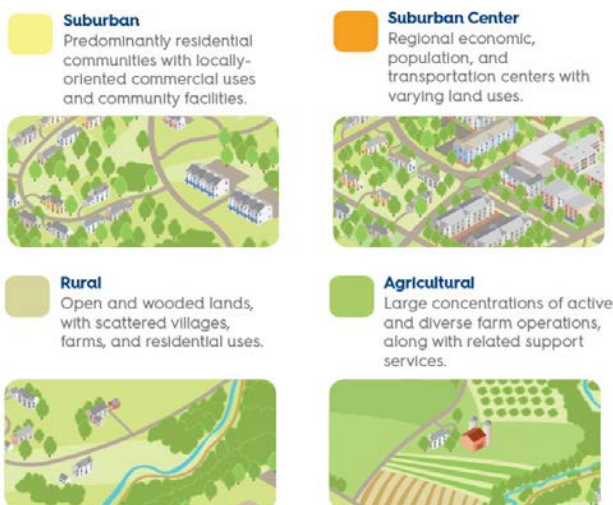 Suburban
Predominantly residential
communities with locally-
oriented commercial uses
and community facilities.
Suburban Center
Regional economic,
population, and
transportation centers with
varying land uses.
Rural
Open and wooded lands,
with scattered villages,
farms, and residential uses.
Agricultural
Large concentrations of active
and diverse farm operations,
along with related support
services.